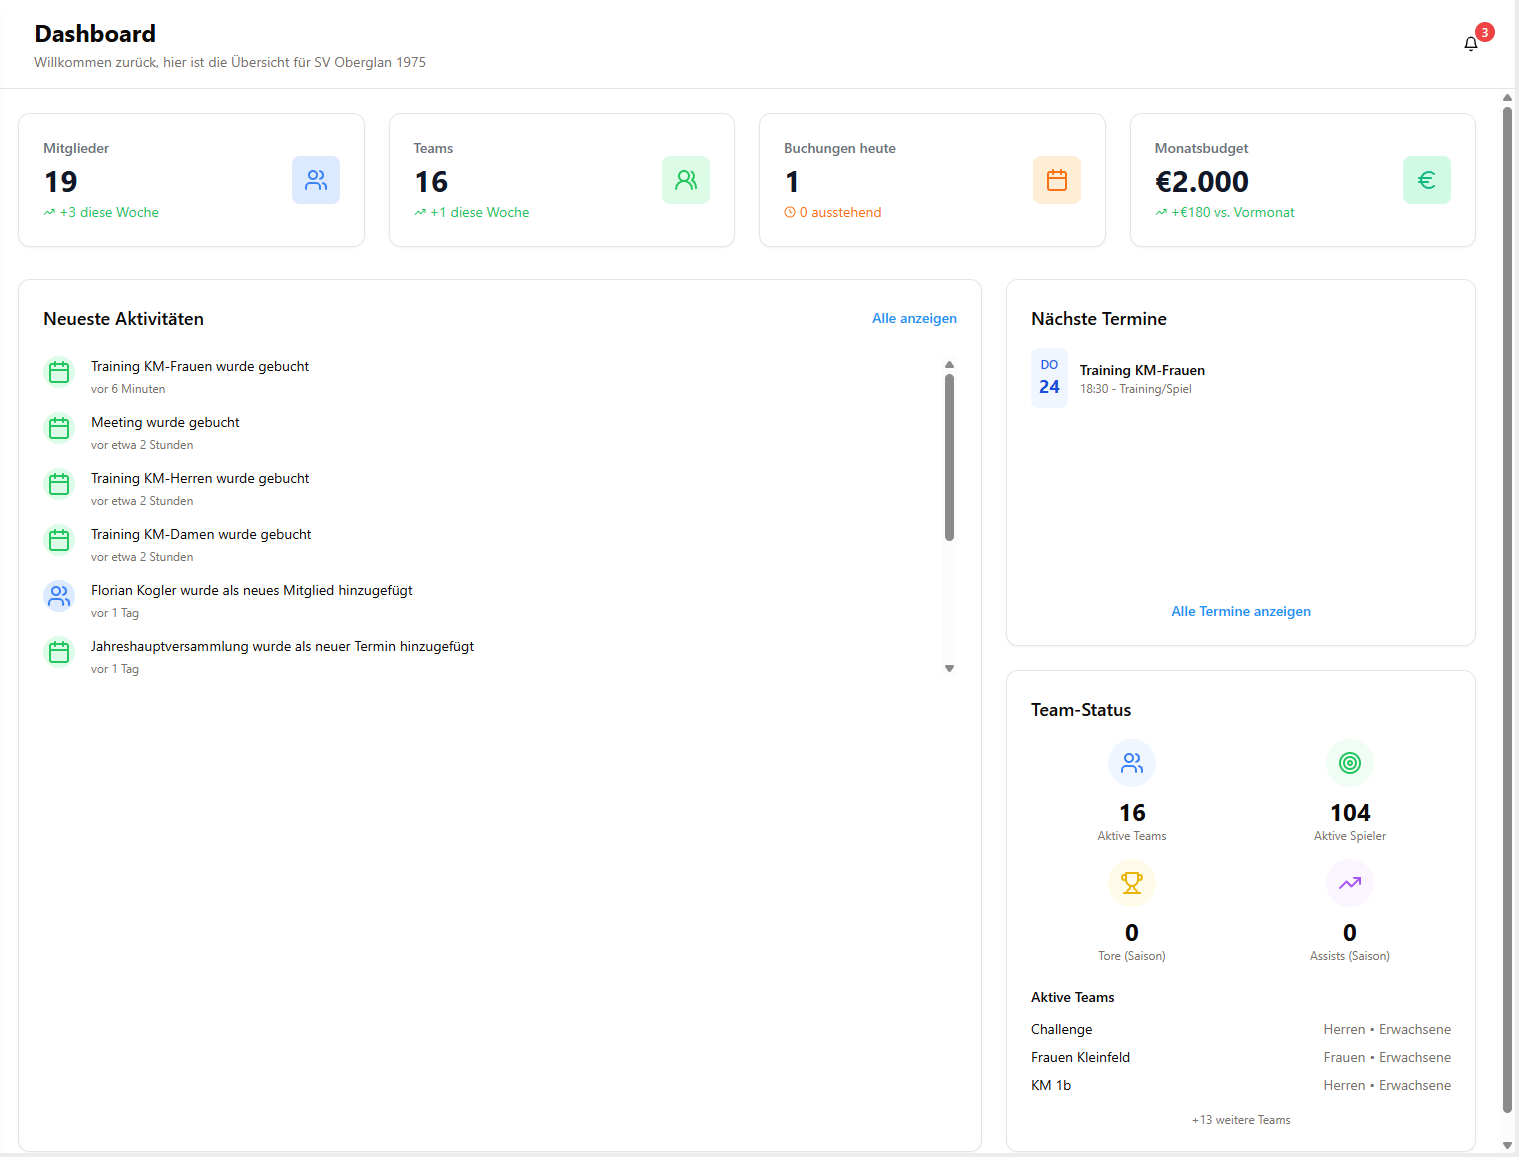 Dashboard
Willkommen zurück, hier ist die Übersicht für SV Oberglan 1975
3
Mitglieder
19
+3 diese Woche
Teams
16
+1 diese Woche
Buchungen heute
1
0 ausstehend
Monatsbudget
€2.000
+€180 vs. Vormonat
Neueste Aktivitäten
Alle anzeigen
Training KM-Frauen wurde gebucht
vor 6 Minuten
Meeting wurde gebucht
vor etwa 2 Stunden
Training KM-Herren wurde gebucht
vor etwa 2 Stunden
Training KM-Damen wurde gebucht
vor etwa 2 Stunden
Florian Kogler wurde als neues Mitglied hinzugefügt
vor 1 Tag
Jahreshauptversammlung wurde als neuer Termin hinzugefügt
vor 1 Tag
Nächste Termine
DO
24
Training KM-Frauen
18:30 - Training/Spiel
Alle Termine anzeigen
Team-Status
16
Aktive Teams
104
Aktive Spieler
0
Tore (Saison)
0
Assists (Saison)
Aktive Teams
Challenge
Herren • Erwachsene
Frauen Kleinfeld
Frauen • Erwachsene
KM 1b
Herren • Erwachsene
+13 weitere Teams